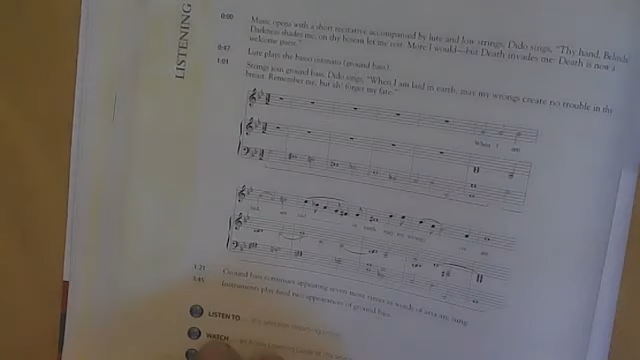 LISTENING
0:00 Music opens with a short recitative accompanied by lute and low strings; Dido sings, "Thy hand, Belinda
Darkness shades me, on thy bosom let me rest. More I would—but Death invades me: Death is now a
welcome guest."
0:47 Lute plays the basso ostinato (ground bass).
1:01 Strings join ground bass. Dido sings, "When I am laid in earth, may my wrongs create no trouble in thy
breast. Remember me, but ah! forget my fate."
When I am
laid, in earth, may my wrongs
1:21 Ground bass continues appearing seven more times as words of aria are sung
3:45 Instruments play final two appearances of ground bass.
LISTEN TO
WATCH